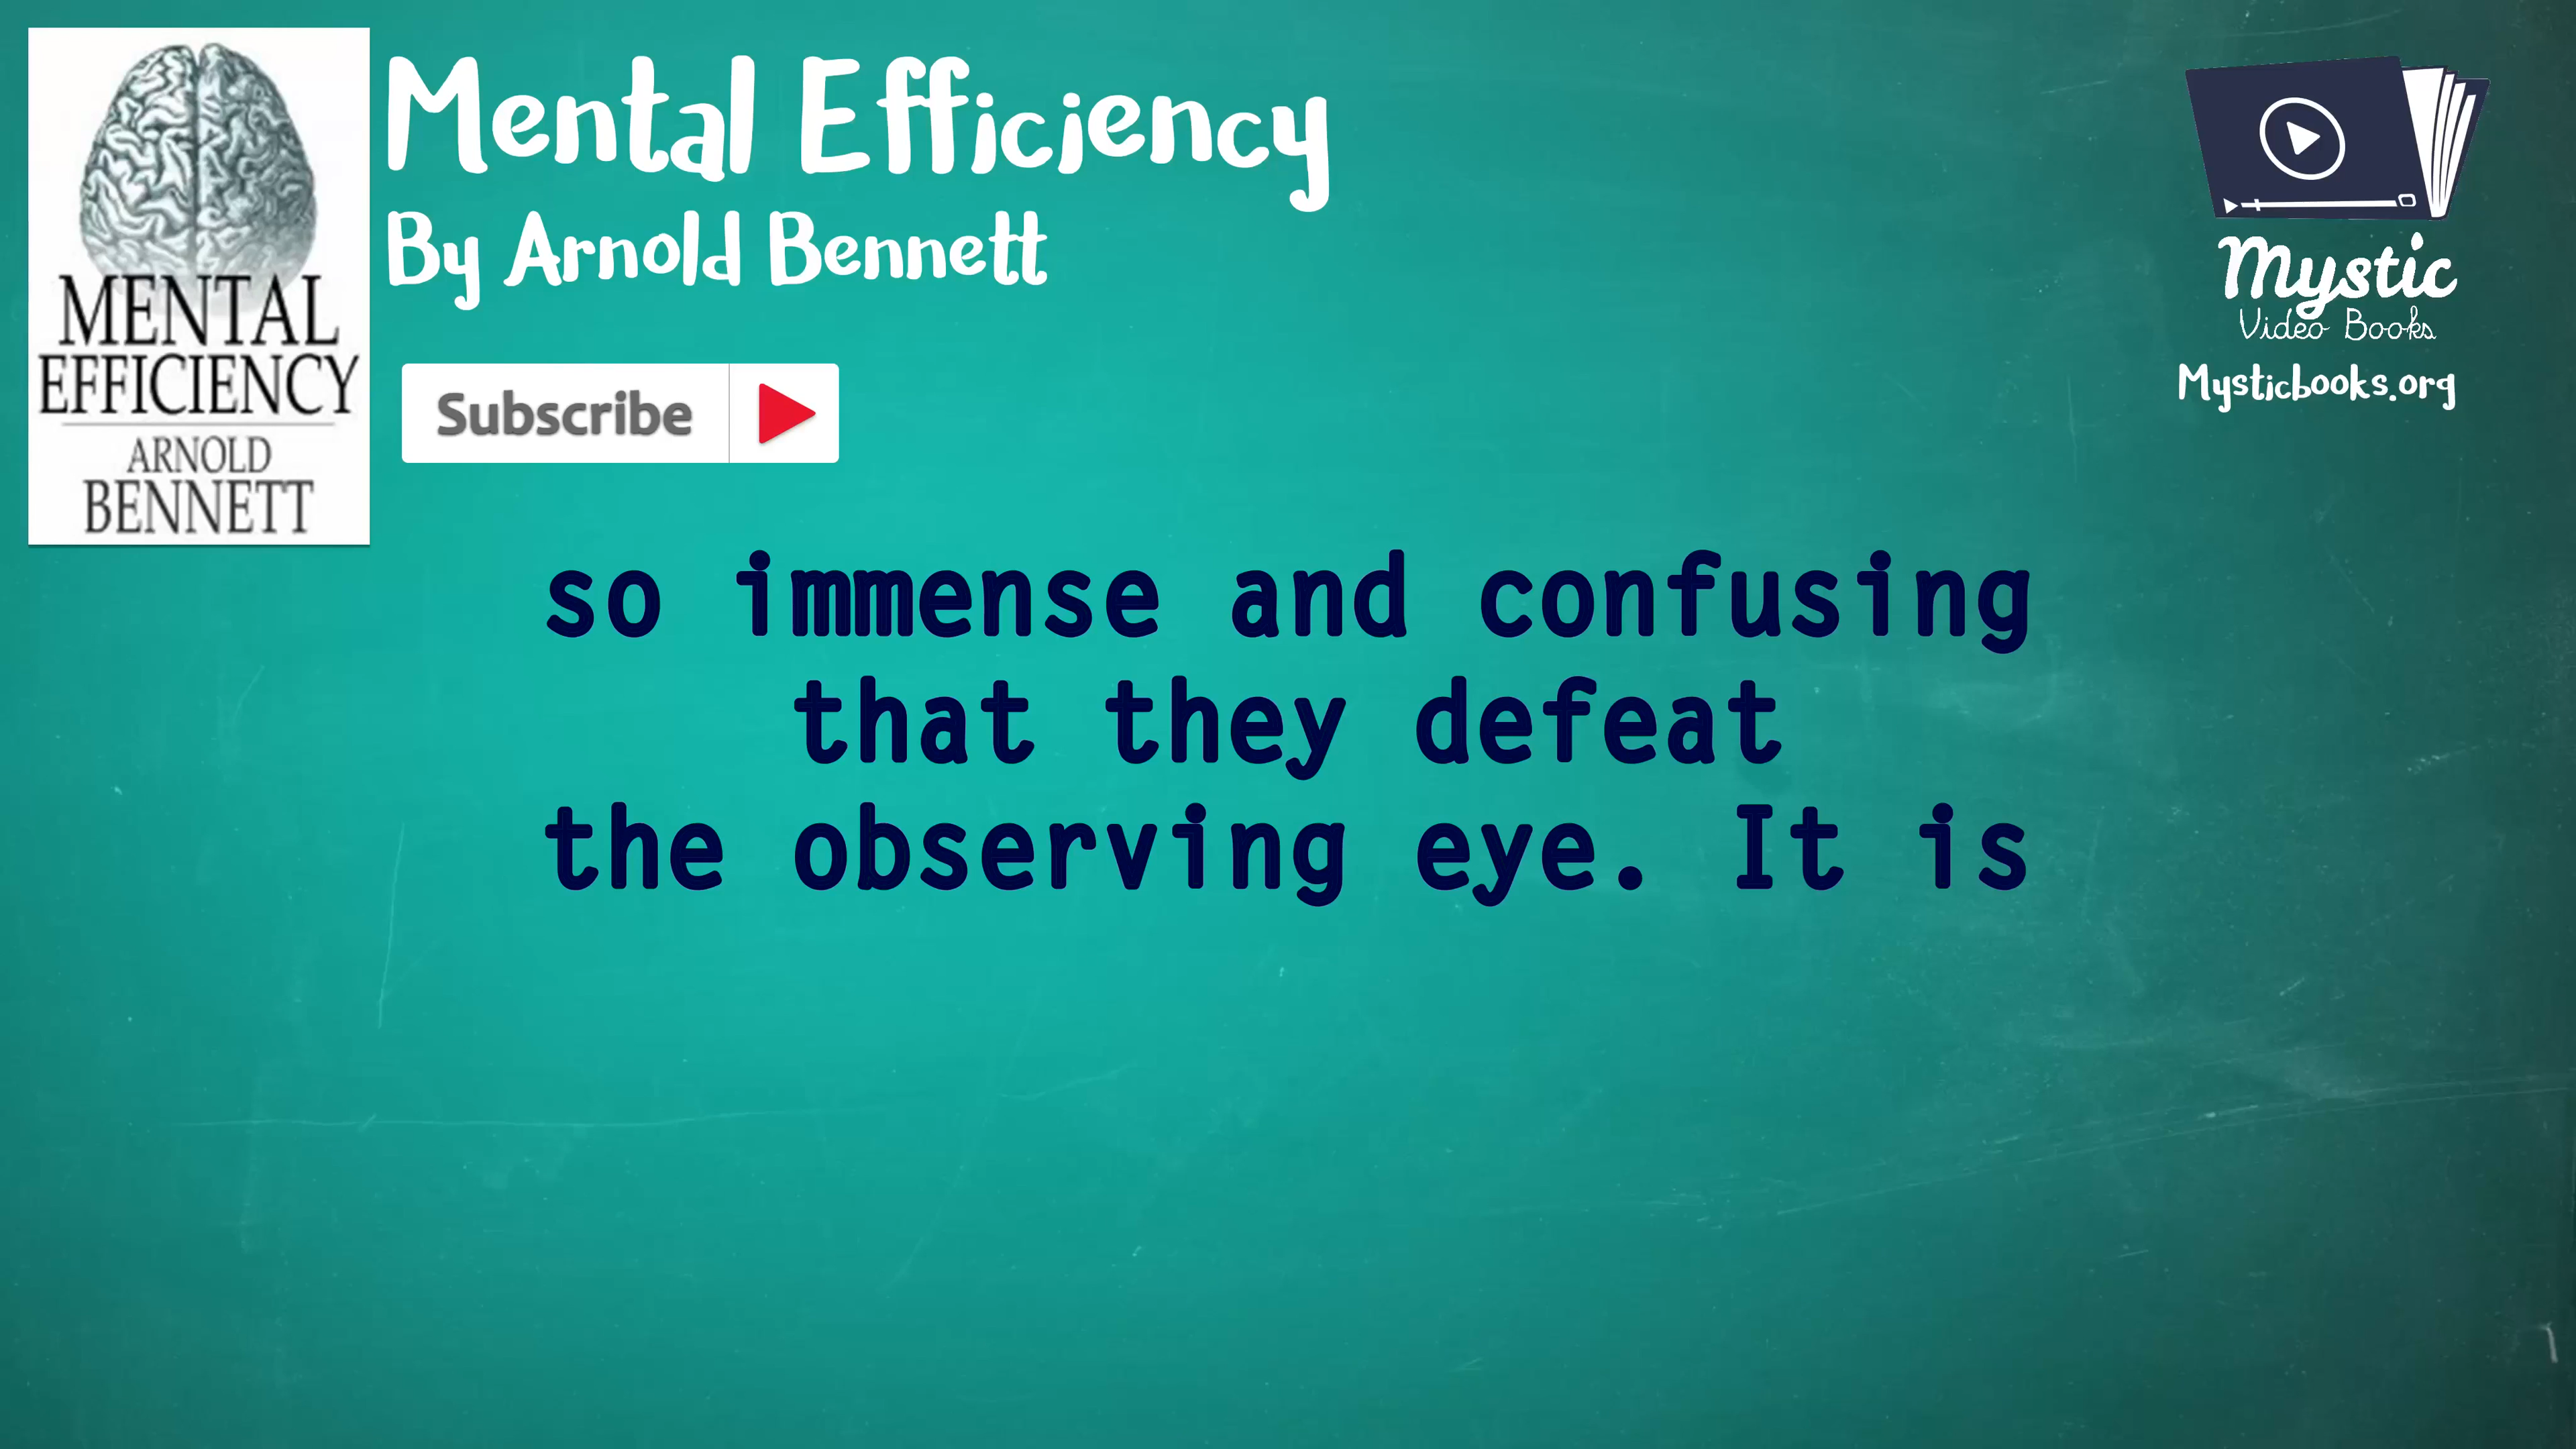 MENTAL
EFFICIENCY
ARNOLD
BENNETT
Mental Efficiency
By Arnold Bennett
Subscribe
Mystic
Video Books
Mysticbooks.org
so immense and confusing
that they defeat
the observing eye. It is